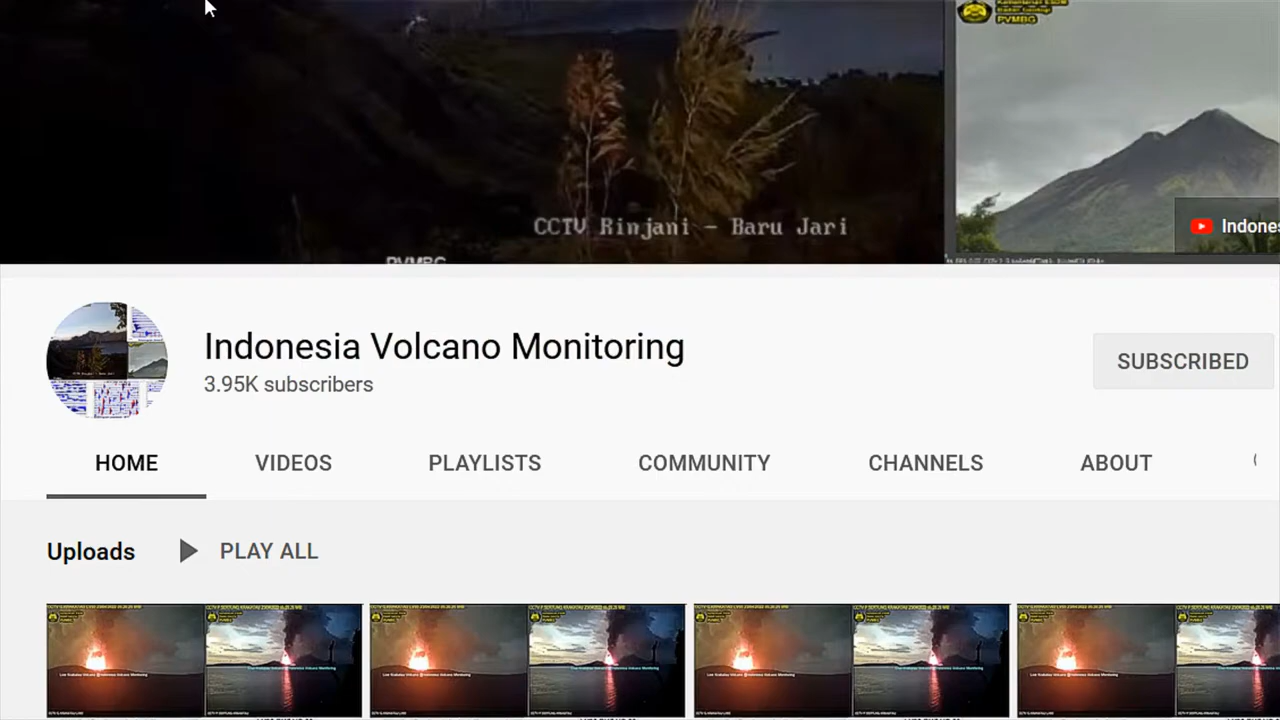 PVMBG
CCTV Rinjani - Baru Jari
PVMBG
Indones
Indonesia Volcano Monitoring
3.95K subscribers
SUBSCRIBED
HOME
VIDEOS
PLAYLISTS
COMMUNITY
CHANNELS
ABOUT
Uploads
PLAY ALL